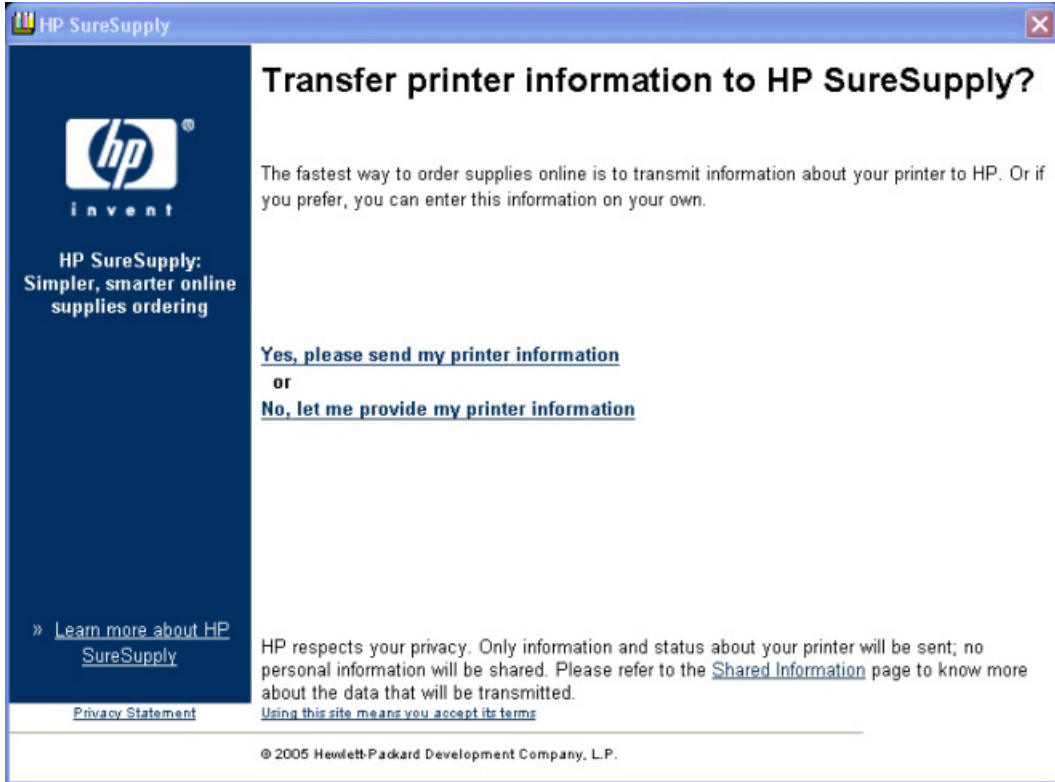 HP SureSupply
Transfer printer information to HP SureSupply?
hp
®
invent
HP SureSupply:
Simpler, smarter online
supplies ordering
The fastest way to order supplies online is to transmit information about your printer to HP. Or if
you prefer, you can enter this information on your own.
Yes, please send my printer information
or
No, let me provide my printer information
» Learn more about HP
SureSupply
HP respects your privacy. Only information and status about your printer will be sent; no
personal information will be shared. Please refer to the Shared Information page to know more
about the data that will be transmitted.
Privacy Statement
Using this site means you accept its terms
© 2005 Hewlett-Packard Development Company, L.P.